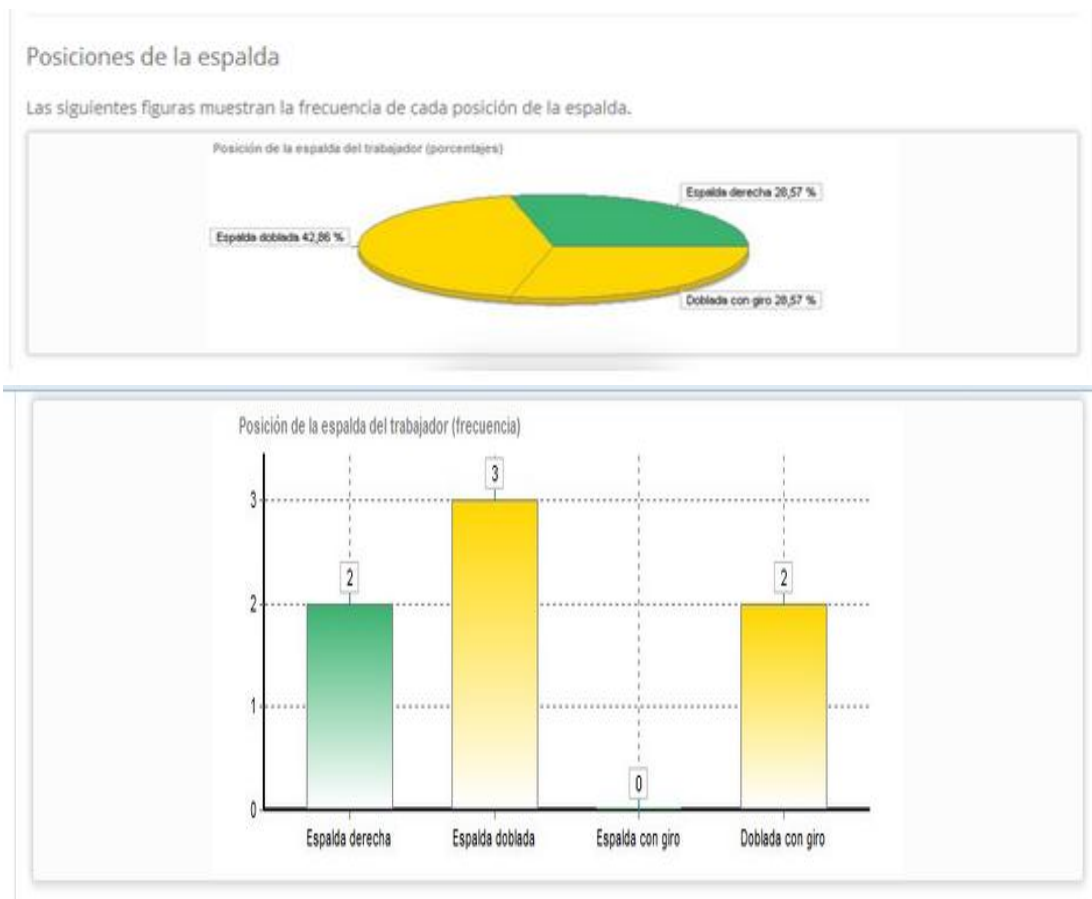 Posiciones de la espalda
Las siguientes figuras muestran la frecuencia de cada posición de la espalda.
Posición de la espalda del trabajador (porcentajes)
Espalda derecha 28,57 %
Espalda doblada 42,86 %
Doblada con giro 28,57 %
Posición de la espalda del trabajador (frecuencia)
3
3
2
2
2
1
0
0
Espalda derecha Espalda doblada Espalda con giro Doblada con giro